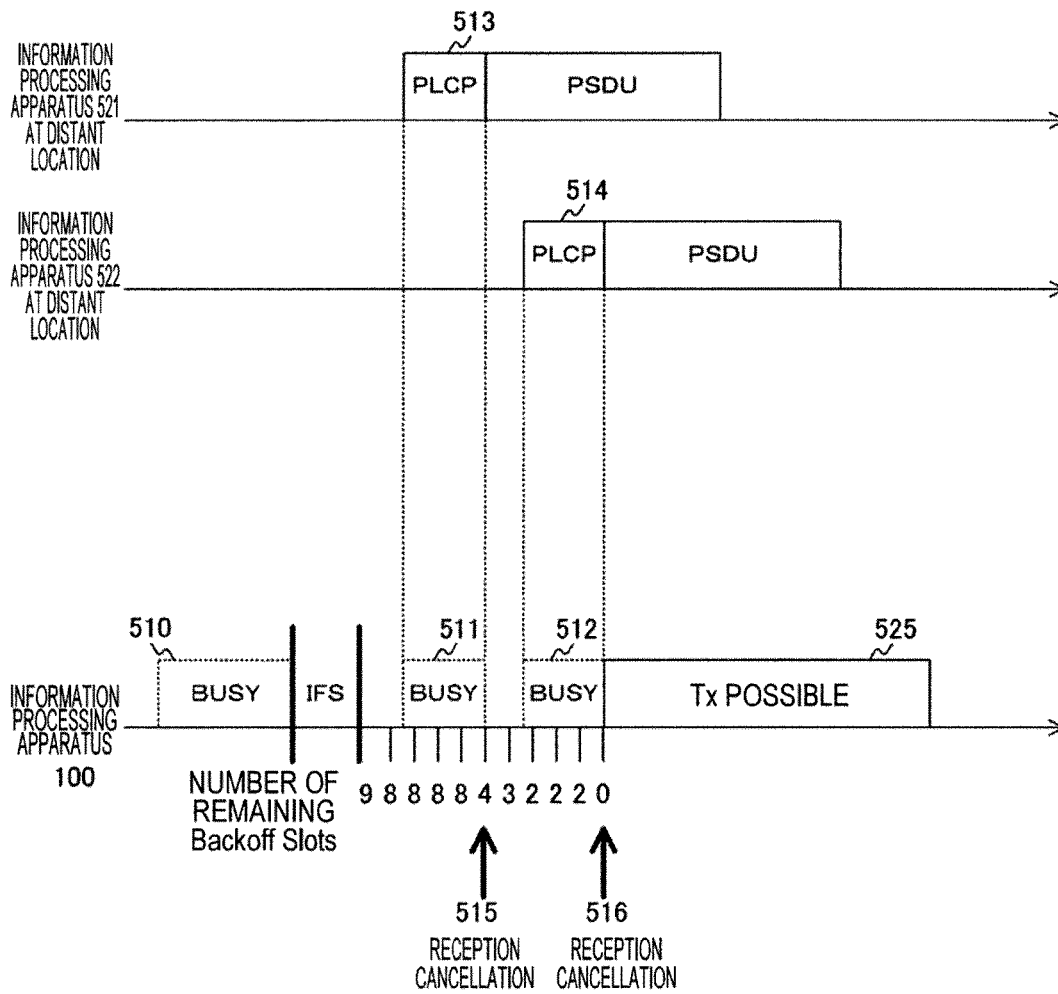 513
INFORMATION
PROCESSING
APPARATUS 521
AT DISTANT
LOCATION
PLCP
PSDU
514
INFORMATION
PROCESSING
APPARATUS 522
AT DISTANT
LOCATION
PLCP
PSDU
510
511
512
525
INFORMATION
PROCESSING
APPARATUS
100
BUSY
IFS
BUSY
BUSY
Tx POSSIBLE
NUMBER OF
REMAINING
Backoff Slots
9 8 8 8 8 4 3 2 2 2 0
515
RECEPTION
CANCELLATION
516
RECEPTION
CANCELLATION